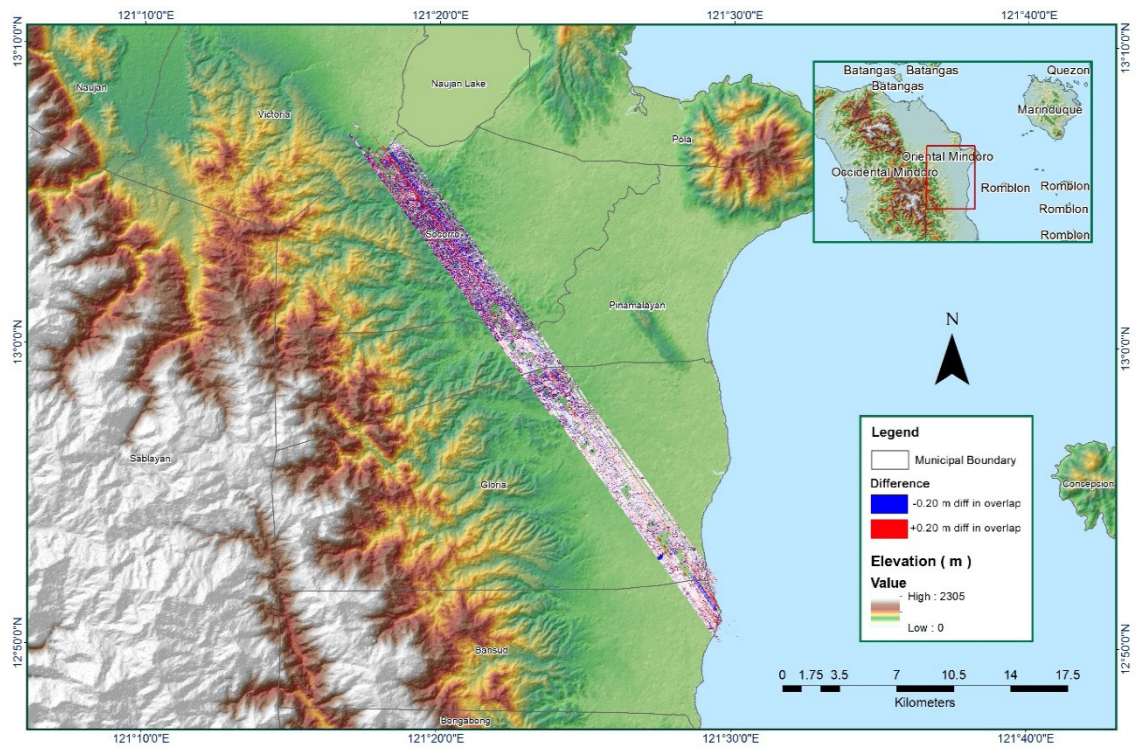 121°10'0"E
121°20'0"E
121°30'0"E
121°40'0"E
13°10'0"N
13°10'0"N
Naujan
Naujan Lake
Victoria
Pola
Batangas
Batangas
Batangas
Quezon
Marinduque
Oriental Mindoro
Occidental Mindoro
Romblon
Romblon
Romblon
Romblon
Socorro
Pinamalayan
13°0'0"N
13°0'0"N
N
Sablayan
Gloria
Concepcion
Legend
Municipal Boundary
Difference
-0.20 m diff in overlap
+0.20 m diff in overlap
Elevation ( m )
Value
High : 2305
Low : 0
12°50'0"N
12°50'0"N
Bansud
Bongabong
0 1.75 3.5 7 10.5 14 17.5
Kilometers
121°10'0"E
121°20'0"E
121°30'0"E
121°40'0"E